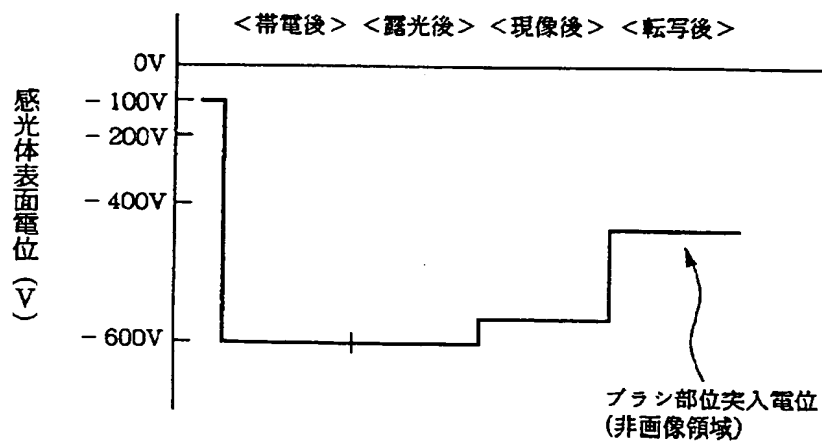 <帯電後> <露光後> <現像後> <転写後>
0V
-100V
-200V
-400V
-600V
感光体表面電位(V)
ブラシ部位突入電位
(非画像領域)